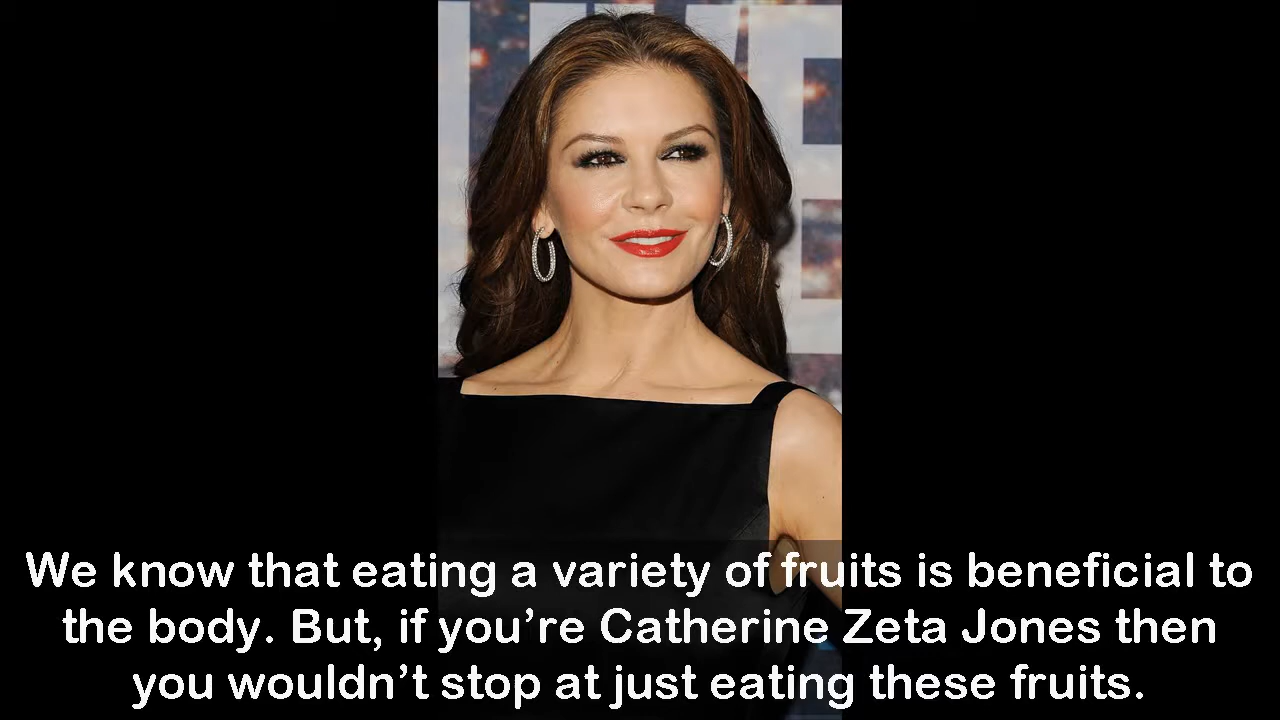 We know that eating a variety of fruits is beneficial to
the body. But, if you’re Catherine Zeta Jones then
you wouldn’t stop at just eating these fruits.